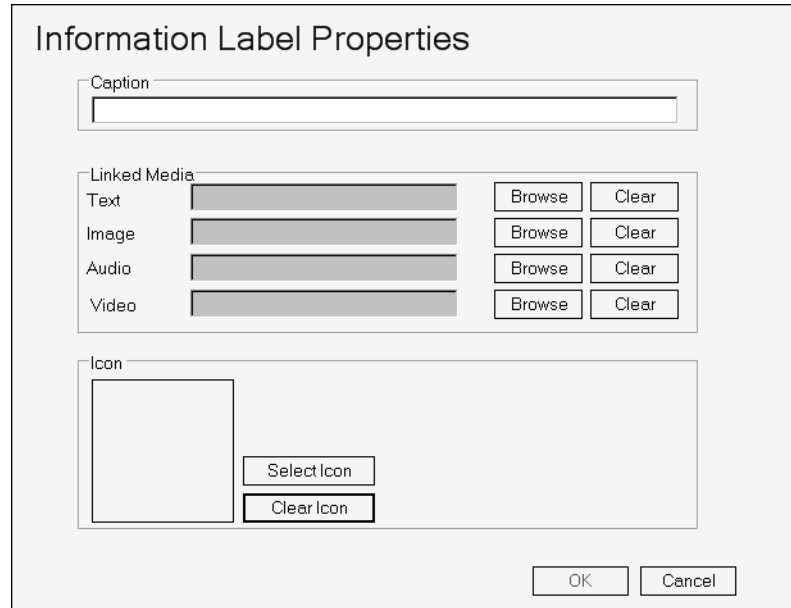 Information Label Properties
Caption
Linked Media
Text Browse Clear
Image Browse Clear
Audio Browse Clear
Video Browse Clear
Icon
Select Icon
Clear Icon
OK Cancel